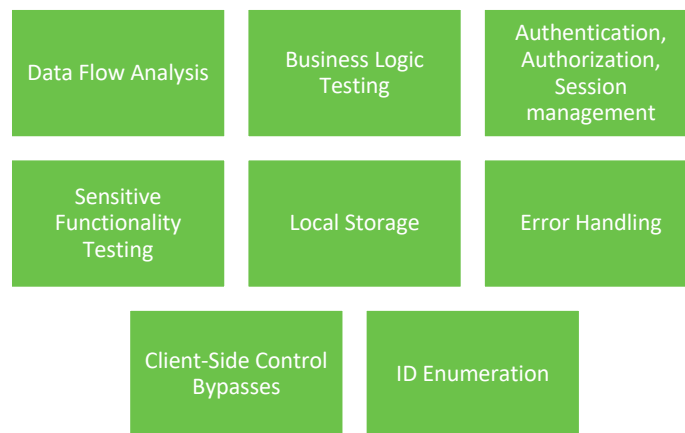 Data Flow Analysis
Business Logic
Testing
Authentication,
Authorization,
Session
management
Sensitive
Functionality
Testing
Local Storage
Error Handling
Client-Side Control
Bypasses
ID Enumeration